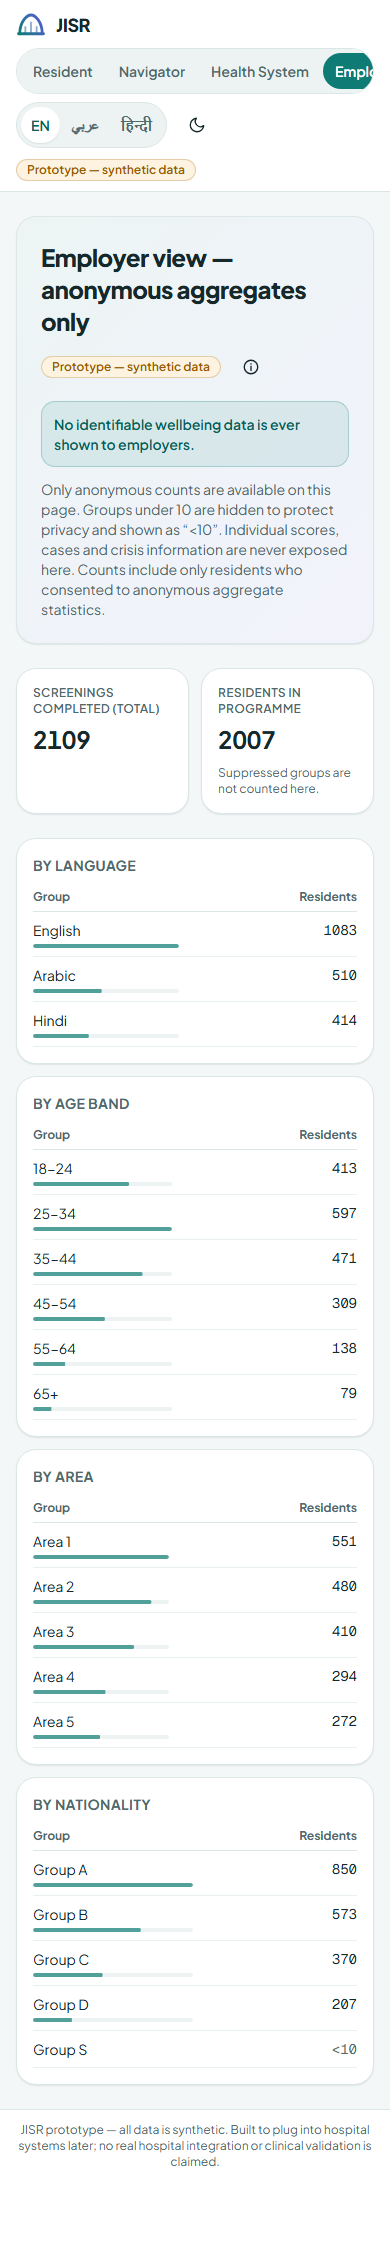 JISR
Resident Navigator Health System Emplo
EN عربي हिन्दी
Prototype — synthetic data
Employer view —
anonymous aggregates
only
Prototype — synthetic data
No identifiable wellbeing data is ever
shown to employers.
Only anonymous counts are available on this
page. Groups under 10 are hidden to protect
privacy and shown as “<10”. Individual scores,
cases and crisis information are never exposed
here. Counts include only residents who
consented to anonymous aggregate
statistics.
SCREENINGS
COMPLETED (TOTAL)
2109
RESIDENTS IN
PROGRAMME
2007
Suppressed groups are
not counted here.
BY LANGUAGE
Group Residents
English 1083
Arabic 510
Hindi 414
BY AGE BAND
Group Residents
18–24 413
25–34 597
35–44 471
45–54 309
55–64 138
65+ 79
BY AREA
Group Residents
Area 1 551
Area 2 480
Area 3 410
Area 4 294
Area 5 272
BY NATIONALITY
Group Residents
Group A 850
Group B 573
Group C 370
Group D 207
Group S <10
JISR prototype — all data is synthetic. Built to plug into hospital
systems later; no real hospital integration or clinical validation is
claimed.